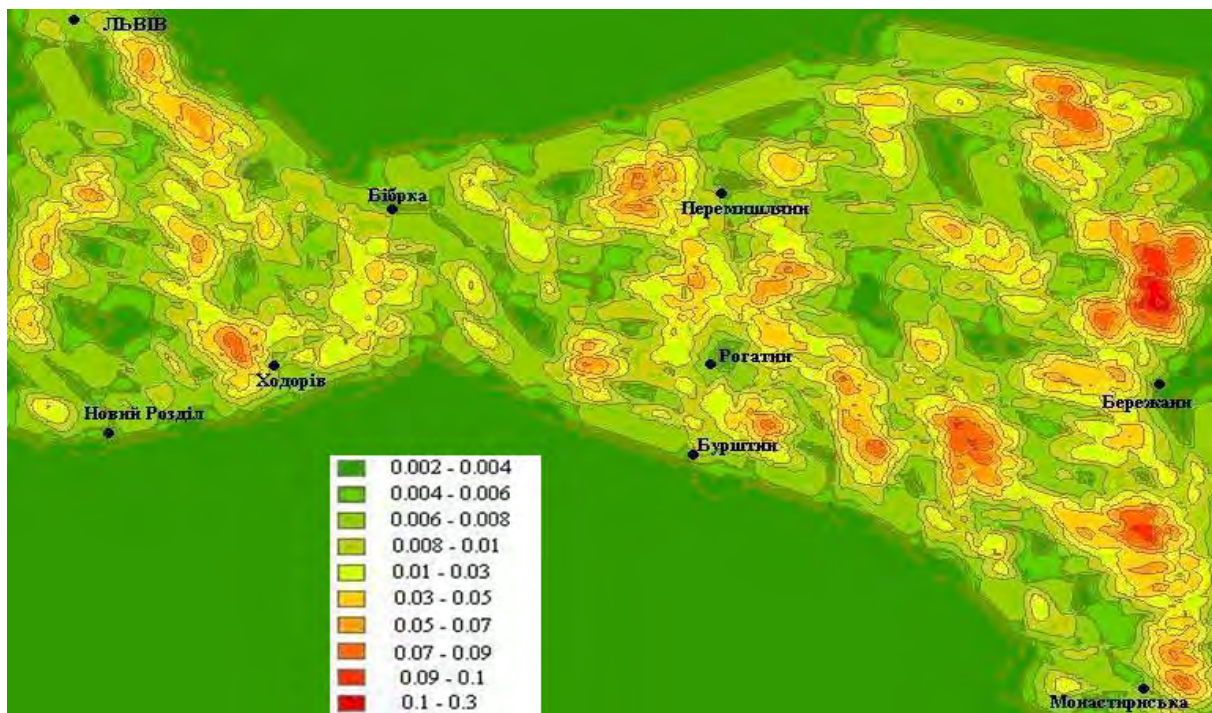 ЛЬВІВ
Бібрка
Перемишляни
Рогатин
Ходорів
Бережани
Новий Розділ
Бурштин
0.002 - 0.004
0.004 - 0.006
0.006 - 0.008
0.008 - 0.01
0.01 - 0.03
0.03 - 0.05
0.05 - 0.07
0.07 - 0.09
0.09 - 0.1
0.1 - 0.3
Монастириська